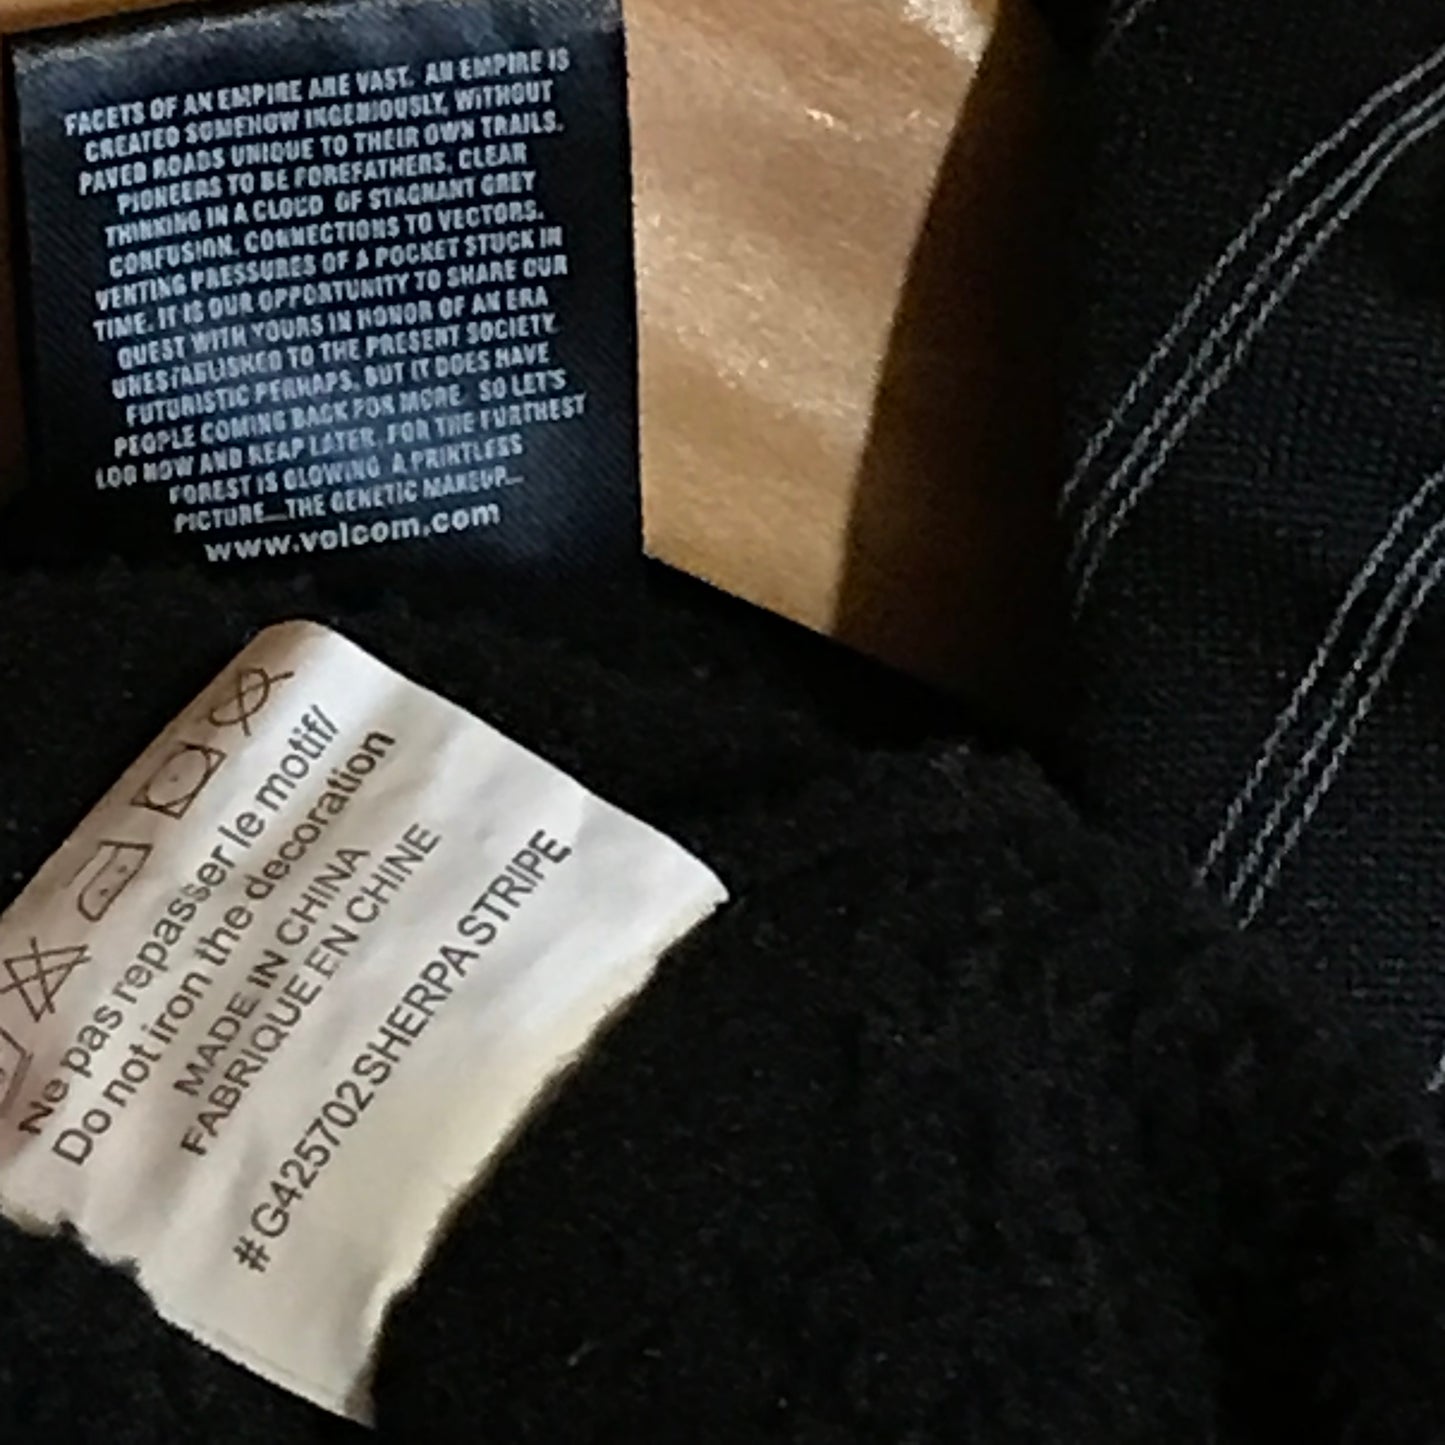 FACETS OF AN EMPIRE ARE VAST. AN EMPIRE IS
CREATED SOMEHOW INGENIOUSLY, WITHOUT
PAVED ROADS UNIQUE TO THEIR OWN TRAILS.
PIONEERS TO BE FOREFATHERS, CLEAR
THINKING IN A CLOUD OF STAGNANT GREY
CONFUSION. CONNECTIONS TO VECTORS.
VENTING PRESSURES OF A POCKET STUCK IN
TIME. IT IS OUR OPPORTUNITY TO SHARE OUR
QUEST WITH YOURS IN HONOR OF AN ERA
UNESTABLISHED TO THE PRESENT SOCIETY
FUTURISTIC PERHAPS, BUT IT DOES HAVE
PEOPLE COMING BACK FOR MORE. SO LET'S
LOG NOW AND REAP LATER, FOR THE FURTHEST
FOREST IS GLOWING A PRINTLESS
PICTURE...THE GENETIC MAKEUP...
www.volcom.com
Ne pas repasser le motif/
Do not iron the decoration
MADE IN CHINA
FABRIQUE EN CHINE
#G425702SHERPASTRIPE